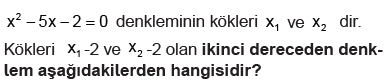 x² − 5x − 2 = 0 denkleminin kökleri x₁ ve x₂ dir.
Kökleri x₁ -2 ve x₂ -2 olan ikinci dereceden denk-
lem aşağıdakilerden hangisidir?